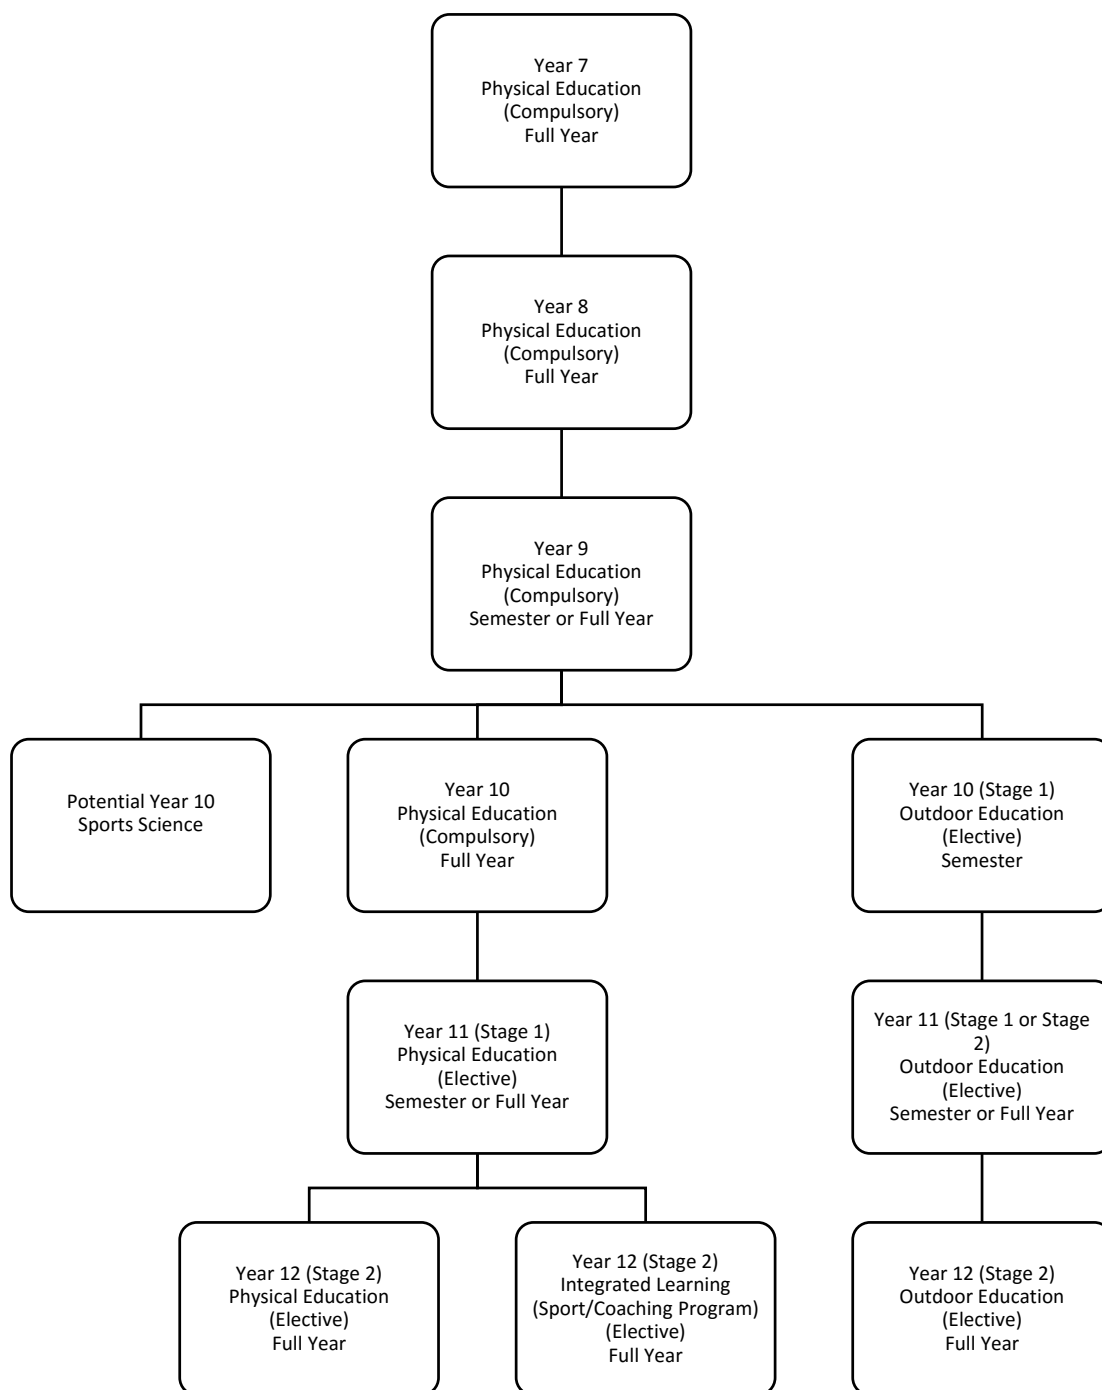 Year 7
Physical Education
(Compulsory)
Full Year
Year 8
Physical Education
(Compulsory)
Full Year
Year 9
Physical Education
(Compulsory)
Semester or Full Year
Potential Year 10
Sports Science
Year 10
Physical Education
(Compulsory)
Full Year
Year 10 (Stage 1)
Outdoor Education
(Elective)
Semester
Year 11 (Stage 1)
Physical Education
(Elective)
Semester or Full Year
Year 11 (Stage 1 or Stage
2)
Outdoor Education
(Elective)
Semester or Full Year
Year 12 (Stage 2)
Physical Education
(Elective)
Full Year
Year 12 (Stage 2)
Integrated Learning
(Sport/Coaching Program)
(Elective)
Full Year
Year 12 (Stage 2)
Outdoor Education
(Elective)
Full Year